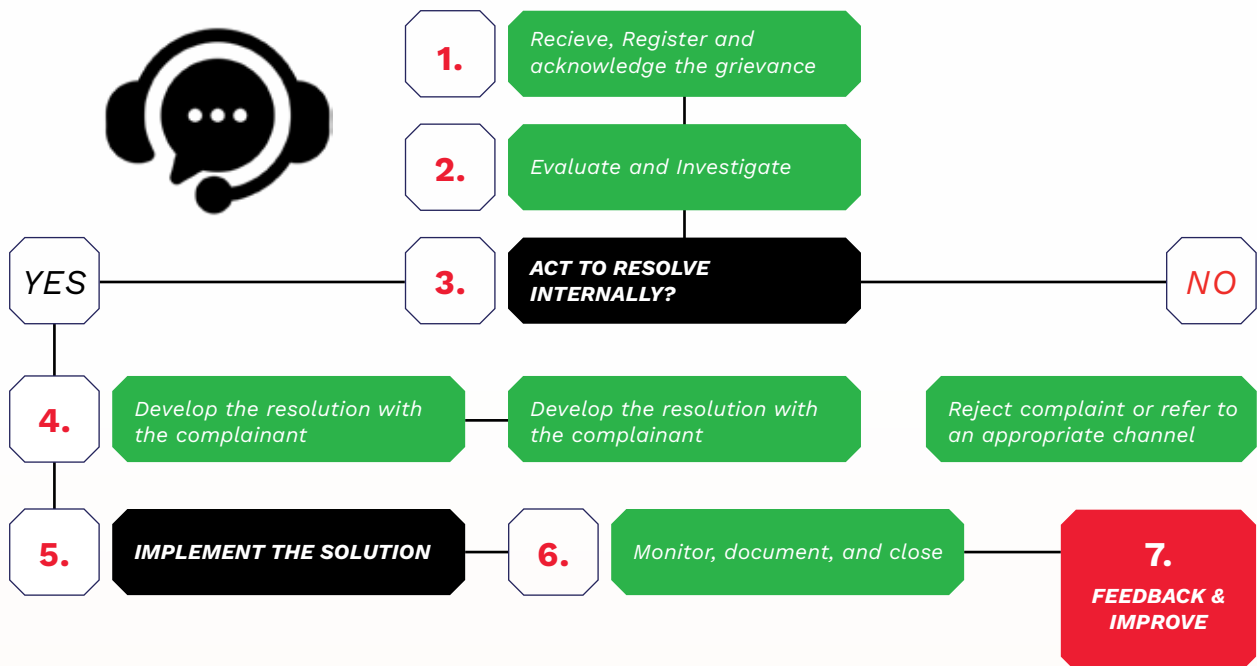 1.
Recieve, Register and
acknowledge the grievance
2.
Evaluate and Investigate
YES
3.
ACT TO RESOLVE
INTERNALLY?
NO
4.
Develop the resolution with
the complainant
Develop the resolution with
the complainant
Reject complaint or refer to
an appropriate channel
5.
IMPLEMENT THE SOLUTION
6.
Monitor, document, and close
7.
FEEDBACK &
IMPROVE